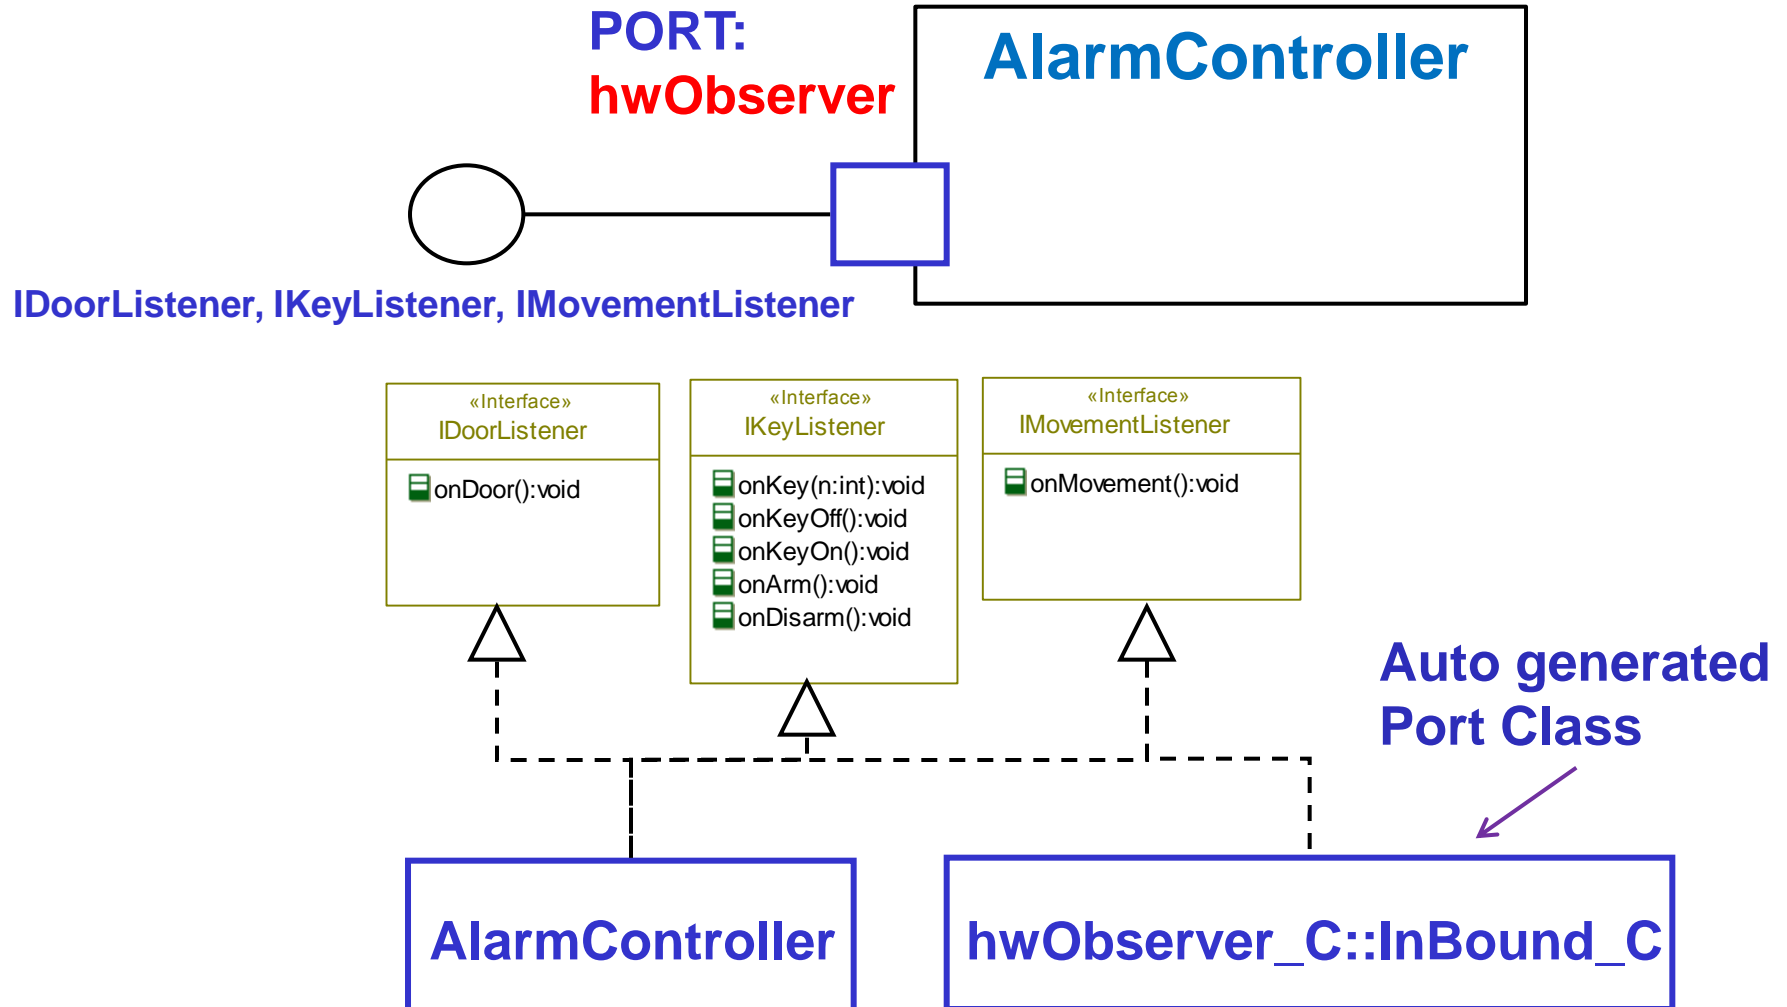 PORT:
hwObserver
AlarmController
IDoorListener, IKeyListener, IMovementListener
«Interface»
IDoorListener
onDoor():void
«Interface»
IKeyListener
onKey(n:int):void
onKeyOff():void
onKeyOn():void
onArm():void
onDisarm():void
«Interface»
IMovementListener
onMovement():void
Auto generated
Port Class
AlarmController
hwObserver_C::InBound_C